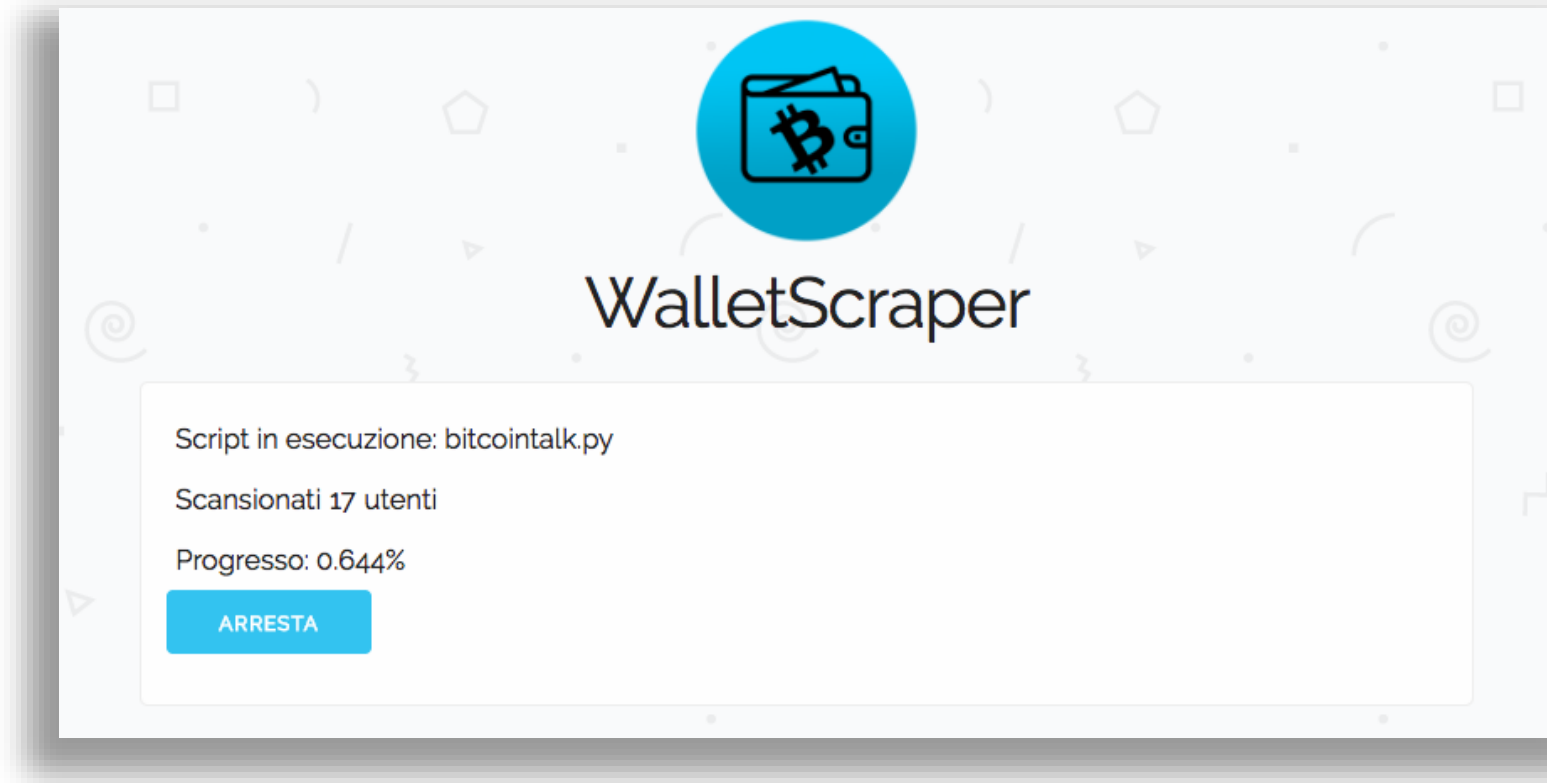 WalletScraper
Script in esecuzione: bitcointalk.py
Scansionati 17 utenti
Progresso: 0.644%
ARRESTA